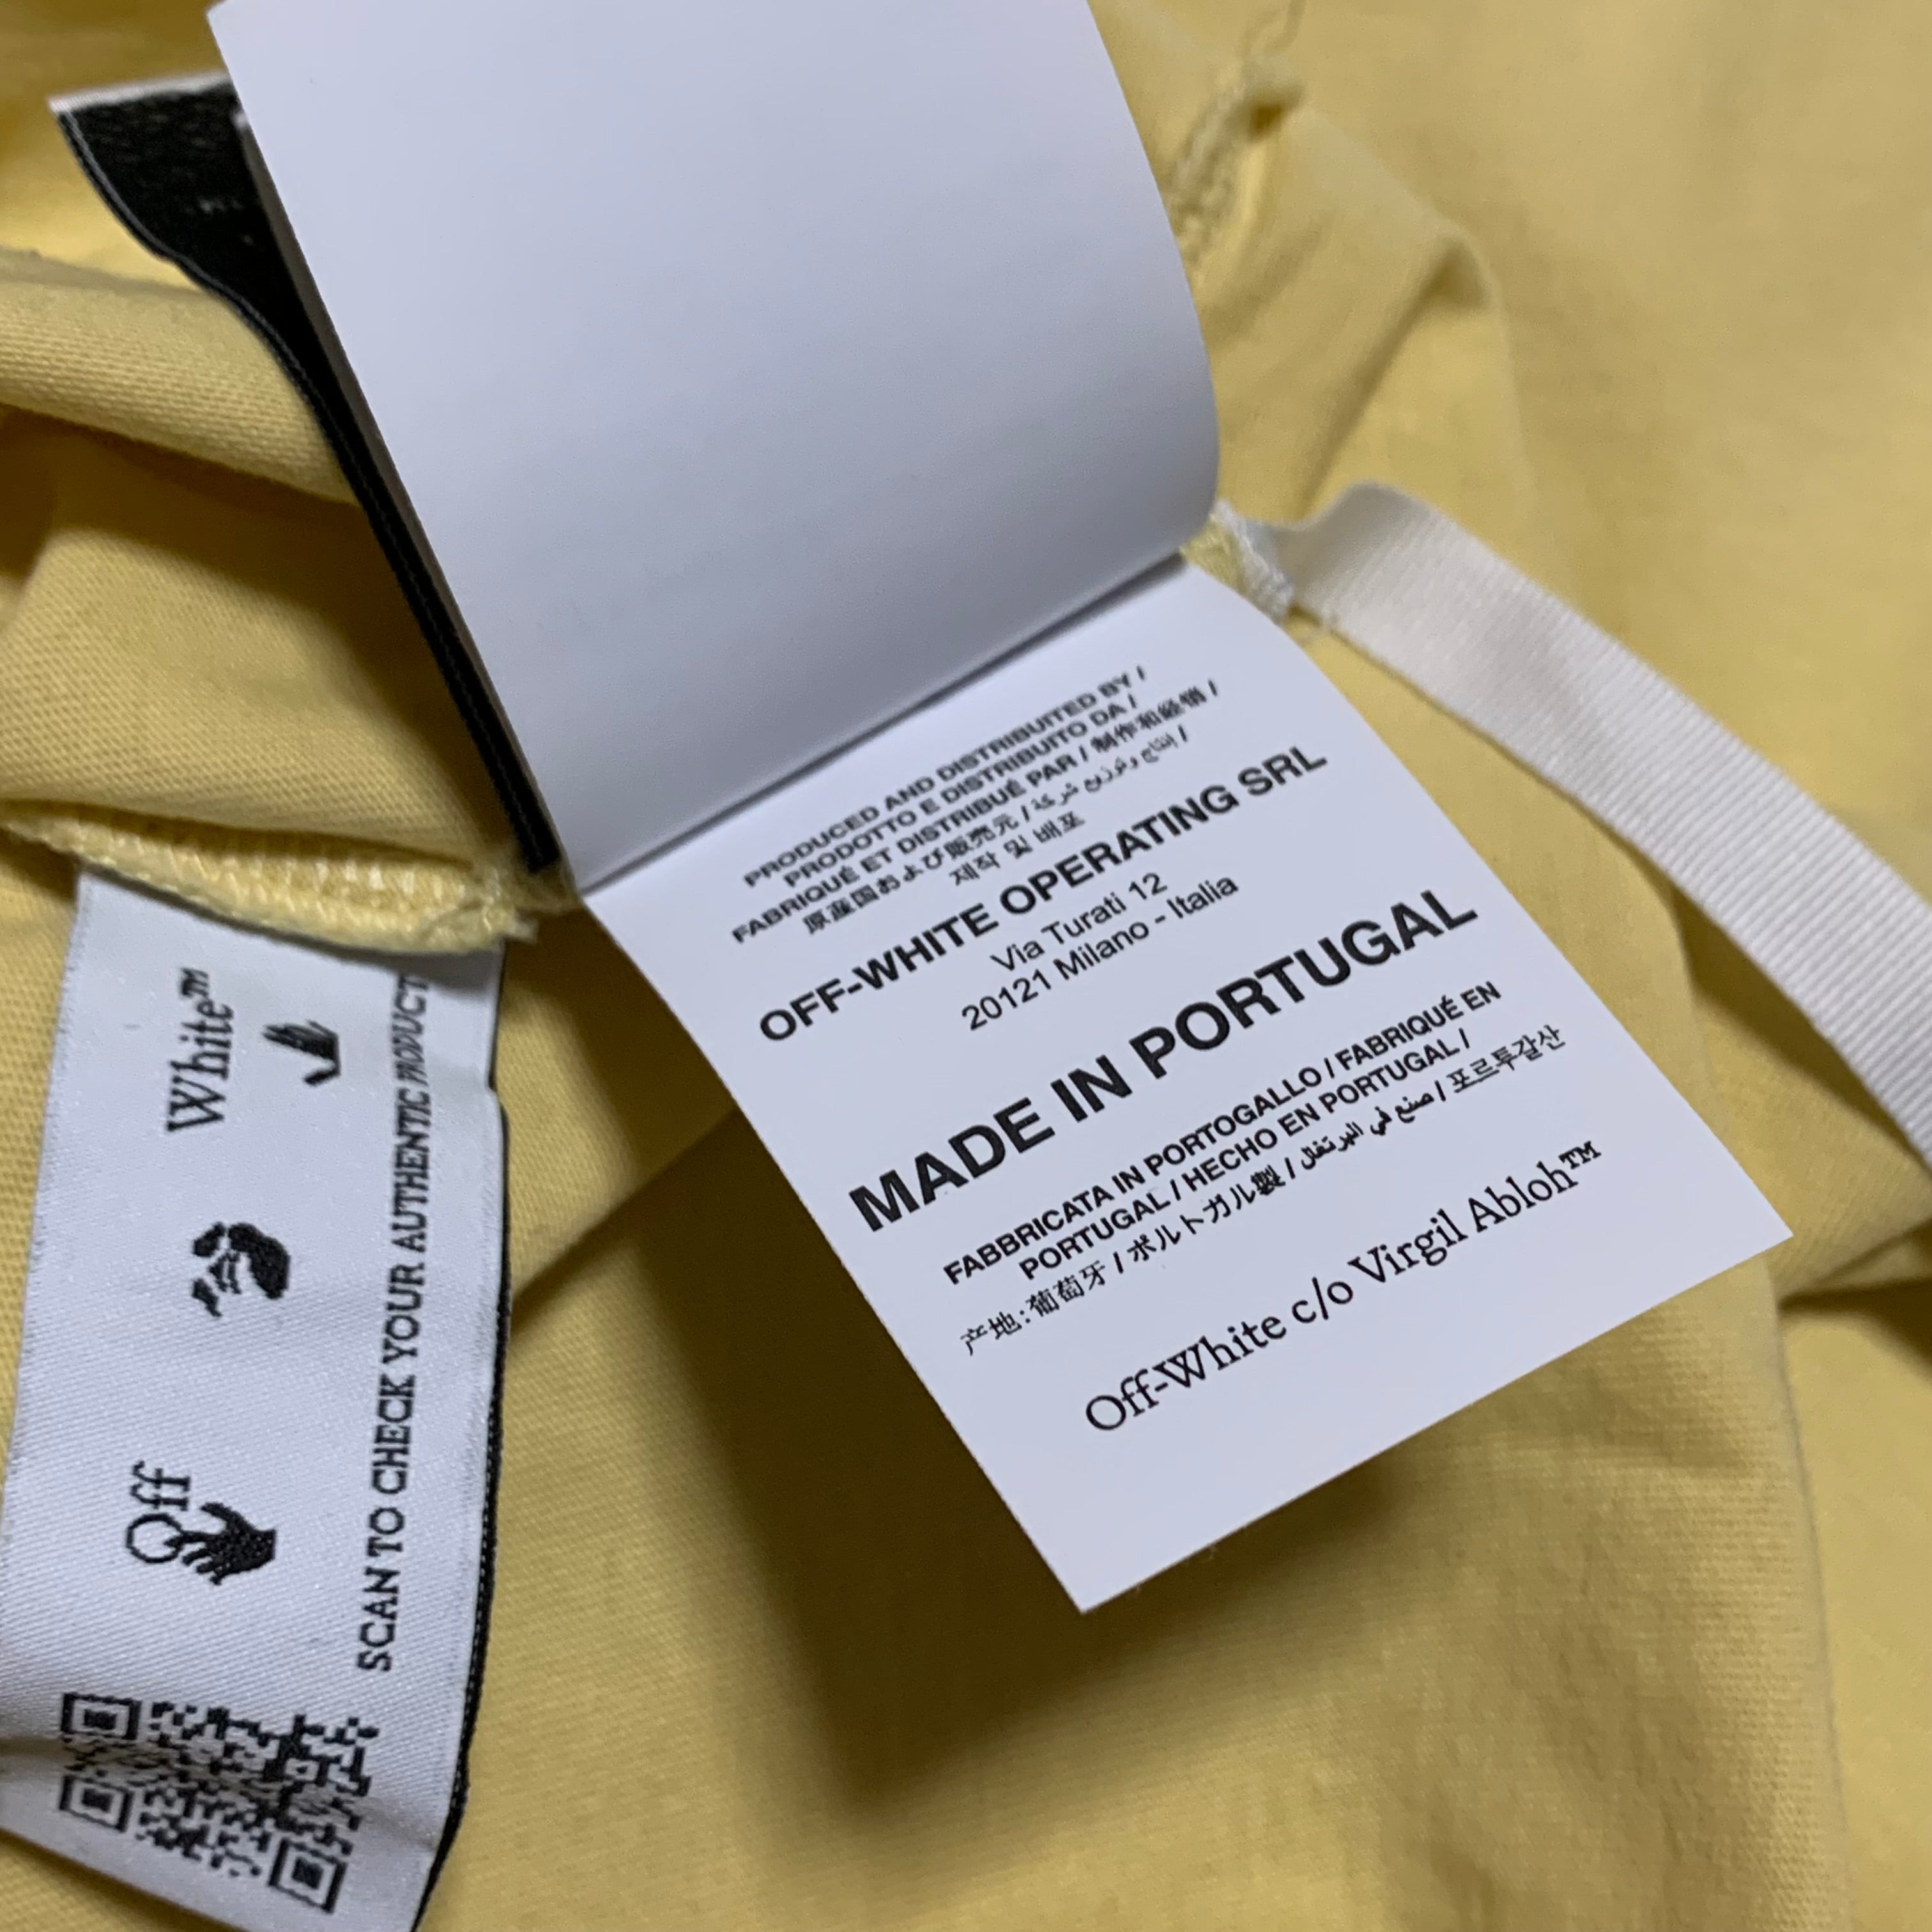 PRODUCED AND DISTRIBUITED BY /
PRODOTTO E DISTRIBUITO DA /
FABRIQUÉ ET DISTRIBUÉ PAR / 制作和经销 /
原産国および販売元 / إنتاج وتوزيع شركة /
제작 및 배포
OFF-WHITE OPERATING SRL
Via Turati 12
20121 Milano - Italia
MADE IN PORTUGAL
FABBRICATA IN PORTOGALLO / FABRIQUÉ EN
PORTUGAL / HECHO EN PORTUGAL /
产地:葡萄牙 / ポルトガル製 / صنع في البرتغال / 포르투갈산
Off-White c/o Virgil Abloh™
Off White™
SCAN TO CHECK YOUR AUTHENTIC PRODUCT